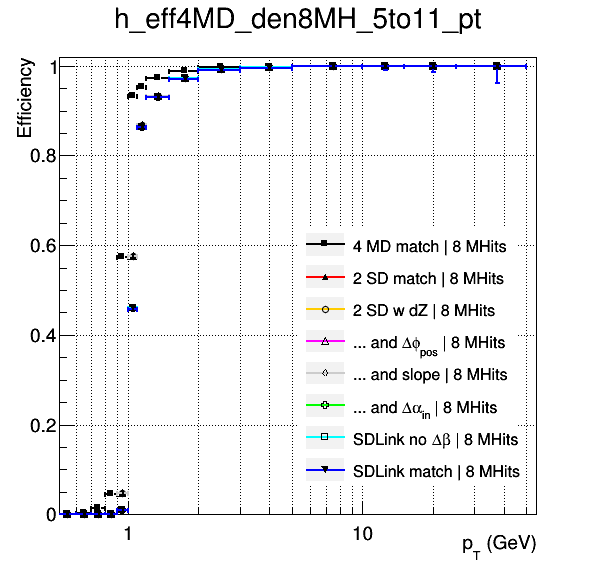 h_eff4MD_den8MH_5to11_pt
Efficiency
1
0.8
0.6
0.4
0.2
0
4 MD match | 8 MHits
2 SD match | 8 MHits
2 SD w dZ | 8 MHits
... and Δϕpos | 8 MHits
... and slope | 8 MHits
... and Δαin | 8 MHits
SDLink no Δβ | 8 MHits
SDLink match | 8 MHits
1 10
pT (GeV)